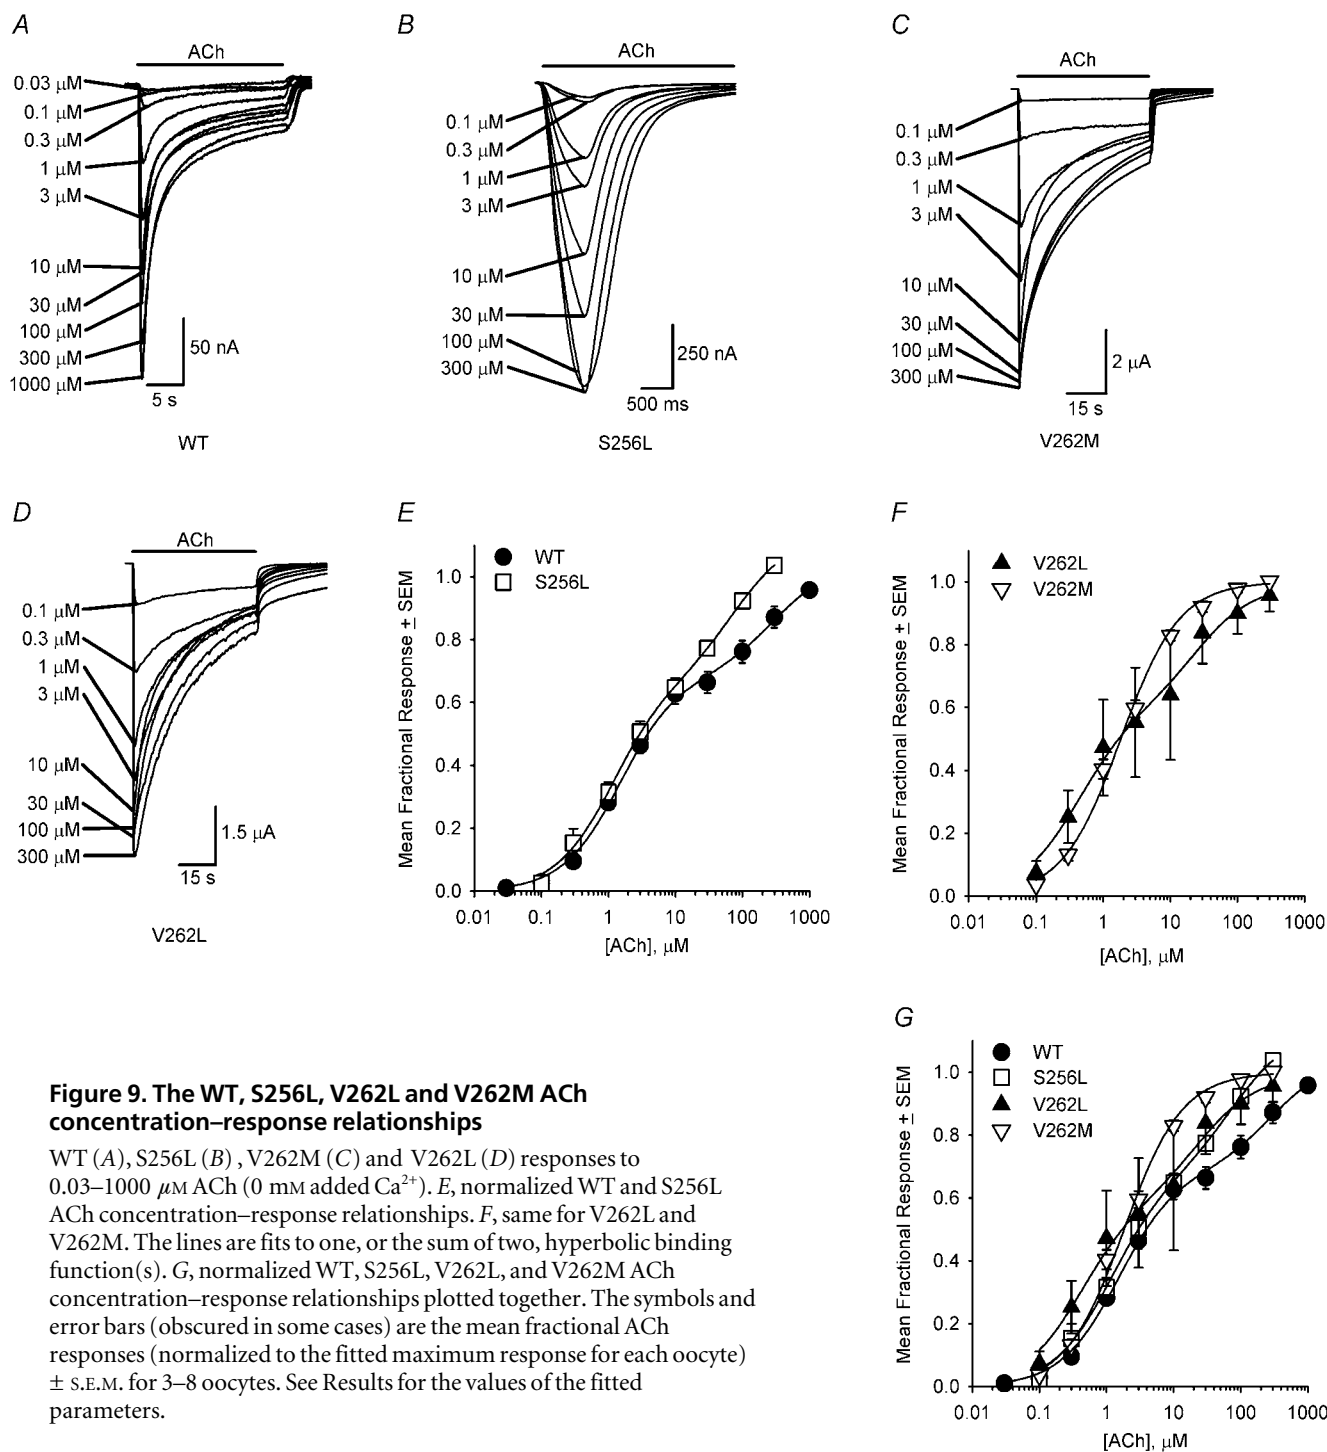 A
ACh
0.03 μM
0.1 μM
0.3 μM
1 μM
3 μM
10 μM
30 μM
100 μM
300 μM
1000 μM
50 nA
5 s
WT
B
ACh
0.1 μM
0.3 μM
1 μM
3 μM
10 μM
30 μM
100 μM
300 μM
250 nA
500 ms
S256L
C
ACh
0.1 μM
0.3 μM
1 μM
3 μM
10 μM
30 μM
100 μM
300 μM
2 μA
15 s
V262M
D
ACh
0.1 μM
0.3 μM
1 μM
3 μM
10 μM
30 μM
100 μM
300 μM
1.5 μA
15 s
V262L
E
WT
S256L
Mean Fractional Response ± SEM
1.0
0.8
0.6
0.4
0.2
0.0
0.01 0.1 1 10 100 1000
[ACh], μM
F
V262L
V262M
Mean Fractional Response ± SEM
1.0
0.8
0.6
0.4
0.2
0.0
0.01 0.1 1 10 100 1000
[ACh], μM
G
WT
S256L
V262L
V262M
Mean Fractional Response ± SEM
1.0
0.8
0.6
0.4
0.2
0.0
0.01 0.1 1 10 100 1000
[ACh], μM
Figure 9. The WT, S256L, V262L and V262M ACh
concentration–response relationships
WT (A), S256L (B) , V262M (C) and V262L (D) responses to
0.03–1000 μM ACh (0 mM added Ca²⁺). E, normalized WT and S256L
ACh concentration–response relationships. F, same for V262L and
V262M. The lines are fits to one, or the sum of two, hyperbolic binding
function(s). G, normalized WT, S256L, V262L, and V262M ACh
concentration–response relationships plotted together. The symbols and
error bars (obscured in some cases) are the mean fractional ACh
responses (normalized to the fitted maximum response for each oocyte)
± S.E.M. for 3–8 oocytes. See Results for the values of the fitted
parameters.